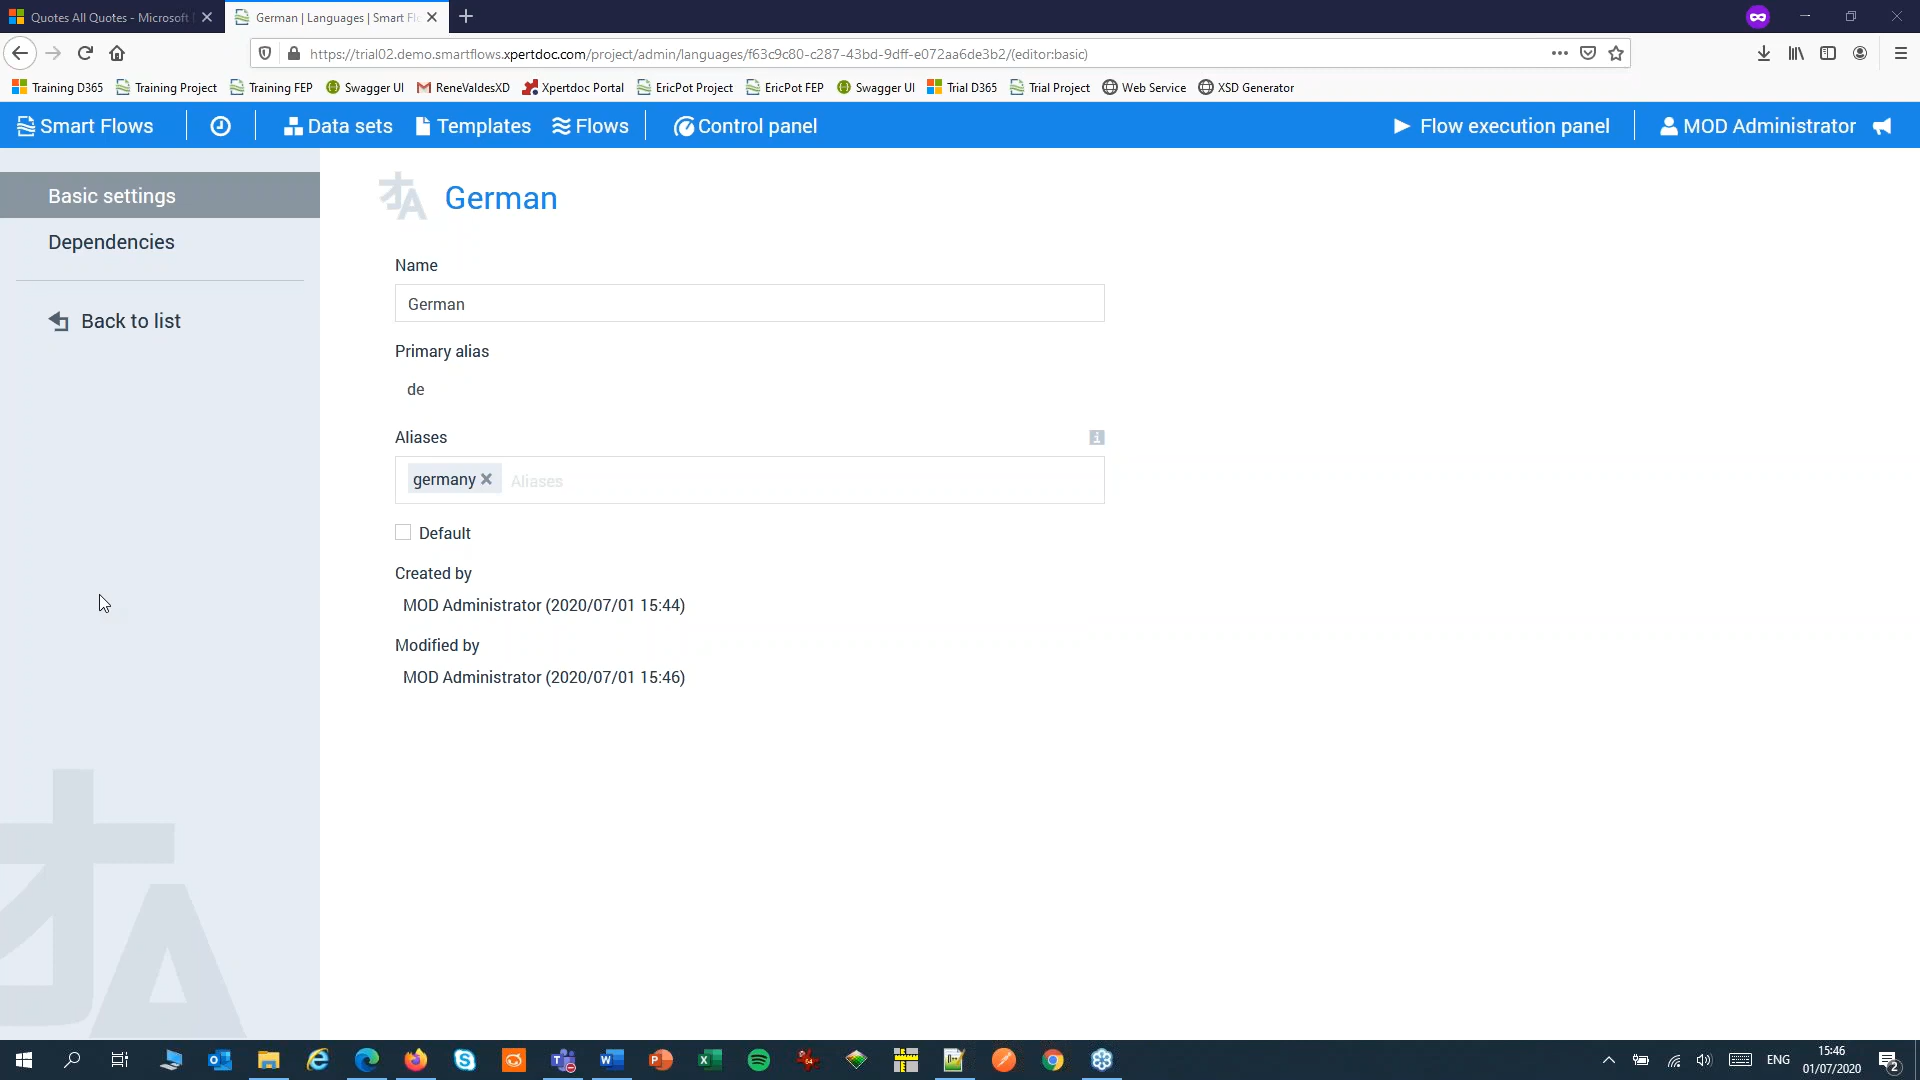 Quotes All Quotes - Microsoft
German | Languages | Smart Fl
https://trial02.demo.smartflows.xpertdoc.com/project/admin/languages/f63c9c80-c287-43bd-9dff-e072aa6de3b2/(editor:basic)
Training D365 Training Project Training FEP Swagger UI ReneValdesXD Xpertdoc Portal EricPot Project EricPot FEP Swagger UI Trial D365 Trial Project Web Service XSD Generator
Smart Flows Data sets Templates Flows Control panel Flow execution panel MOD Administrator
Basic settings
Dependencies
Back to list
German
Name
German
Primary alias
de
Aliases
germany Aliases
Default
Created by
MOD Administrator (2020/07/01 15:44)
Modified by
MOD Administrator (2020/07/01 15:46)
ENG
15:46
01/07/2020
2